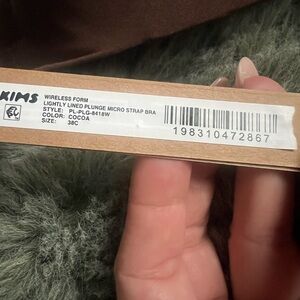 KIMS
WIRELESS FORM
LIGHTLY LINED PLUNGE MICRO STRAP BRA
STYLE: PL-PLG-8418W
COLOR: COCOA
SIZE: 38C
198310472867